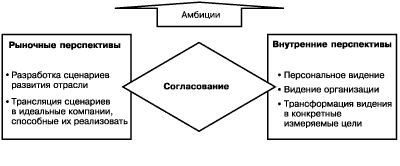 Амбиции
Рыночные перспективы
• Разработка сценариев
развития отрасли
• Трансляция сценариев
в идеальные компании,
способные их реализовать
Согласование
Внутренние перспективы
• Персональное видение
• Видение организации
• Трансформация видения
в конкретные
измеряемые цели